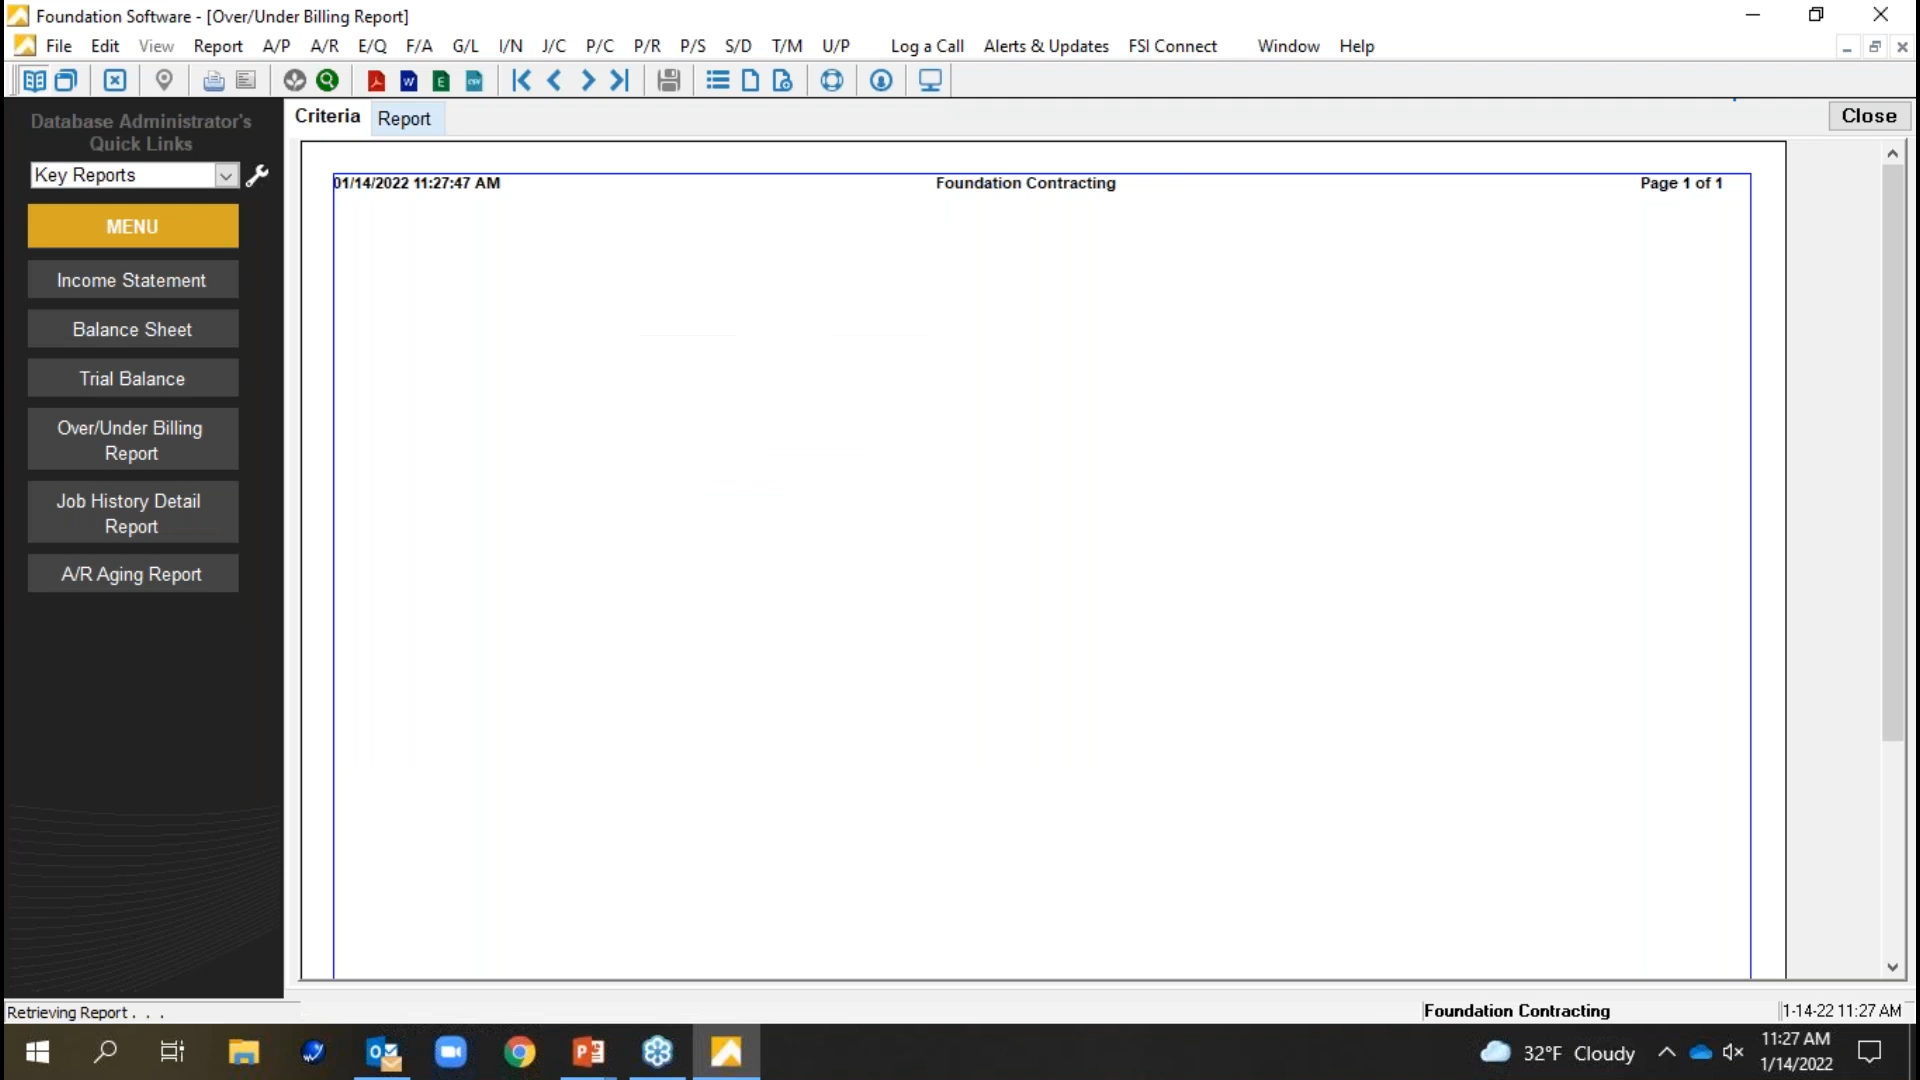 Foundation Software - [Over/Under Billing Report]
File Edit View Report A/P A/R E/Q F/A G/L I/N J/C P/C P/R P/S S/D T/M U/P Log a Call Alerts & Updates FSI Connect Window Help
Database Administrator's
Quick Links
Key Reports
MENU
Income Statement
Balance Sheet
Trial Balance
Over/Under Billing
Report
Job History Detail
Report
A/R Aging Report
Criteria Report Close
01/14/2022 11:27:47 AM Foundation Contracting Page 1 of 1
Retrieving Report . . . Foundation Contracting 1-14-22 11:27 AM
32°F Cloudy
11:27 AM
1/14/2022